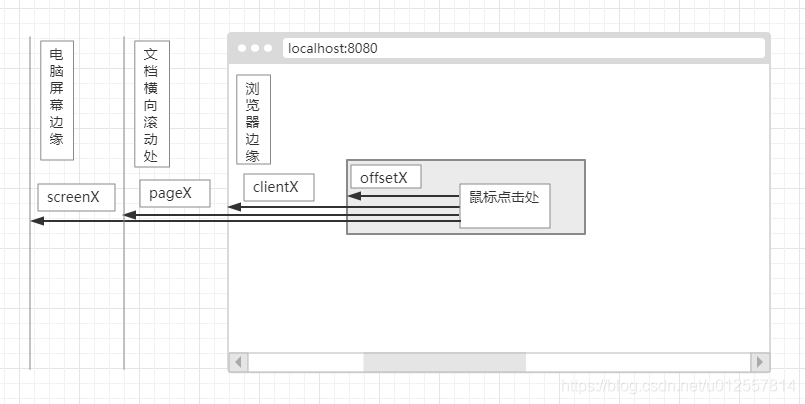 localhost:8080
电脑屏幕边缘
文档横向滚动处
浏览器边缘
offsetX
clientX
pageX
screenX
鼠标点击处
https://blog.csdn.net/u012557814